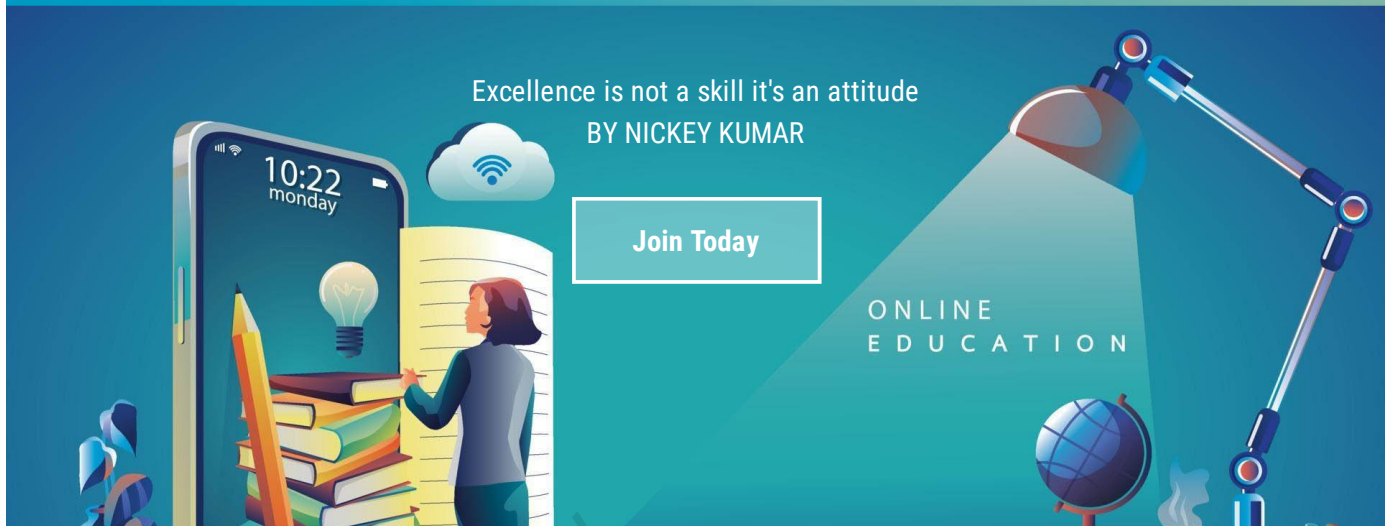 Excellence is not a skill it's an attitude
BY NICKEY KUMAR
10:22
monday
Join Today
ONLINE
EDUCATION